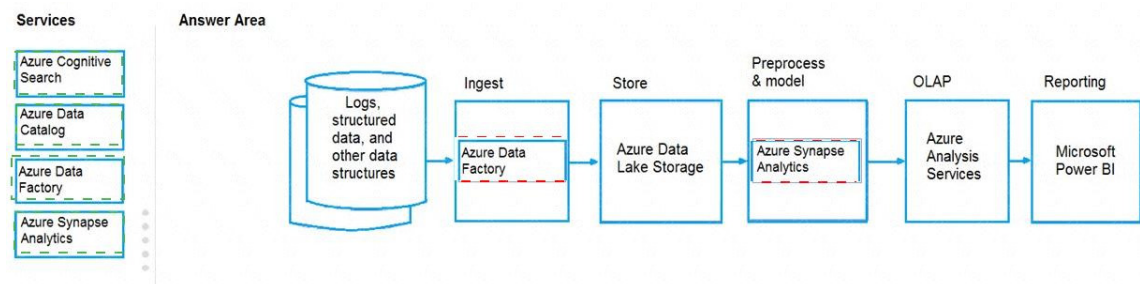 Services
Answer Area
Azure Cognitive
Search
Azure Data
Catalog
Azure Data
Factory
Azure Synapse
Analytics
Logs,
structured
data, and
other data
structures
Ingest
Azure Data
Factory
Store
Azure Data
Lake Storage
Preprocess
& model
Azure Synapse
Analytics
OLAP
Azure
Analysis
Services
Reporting
Microsoft
Power BI